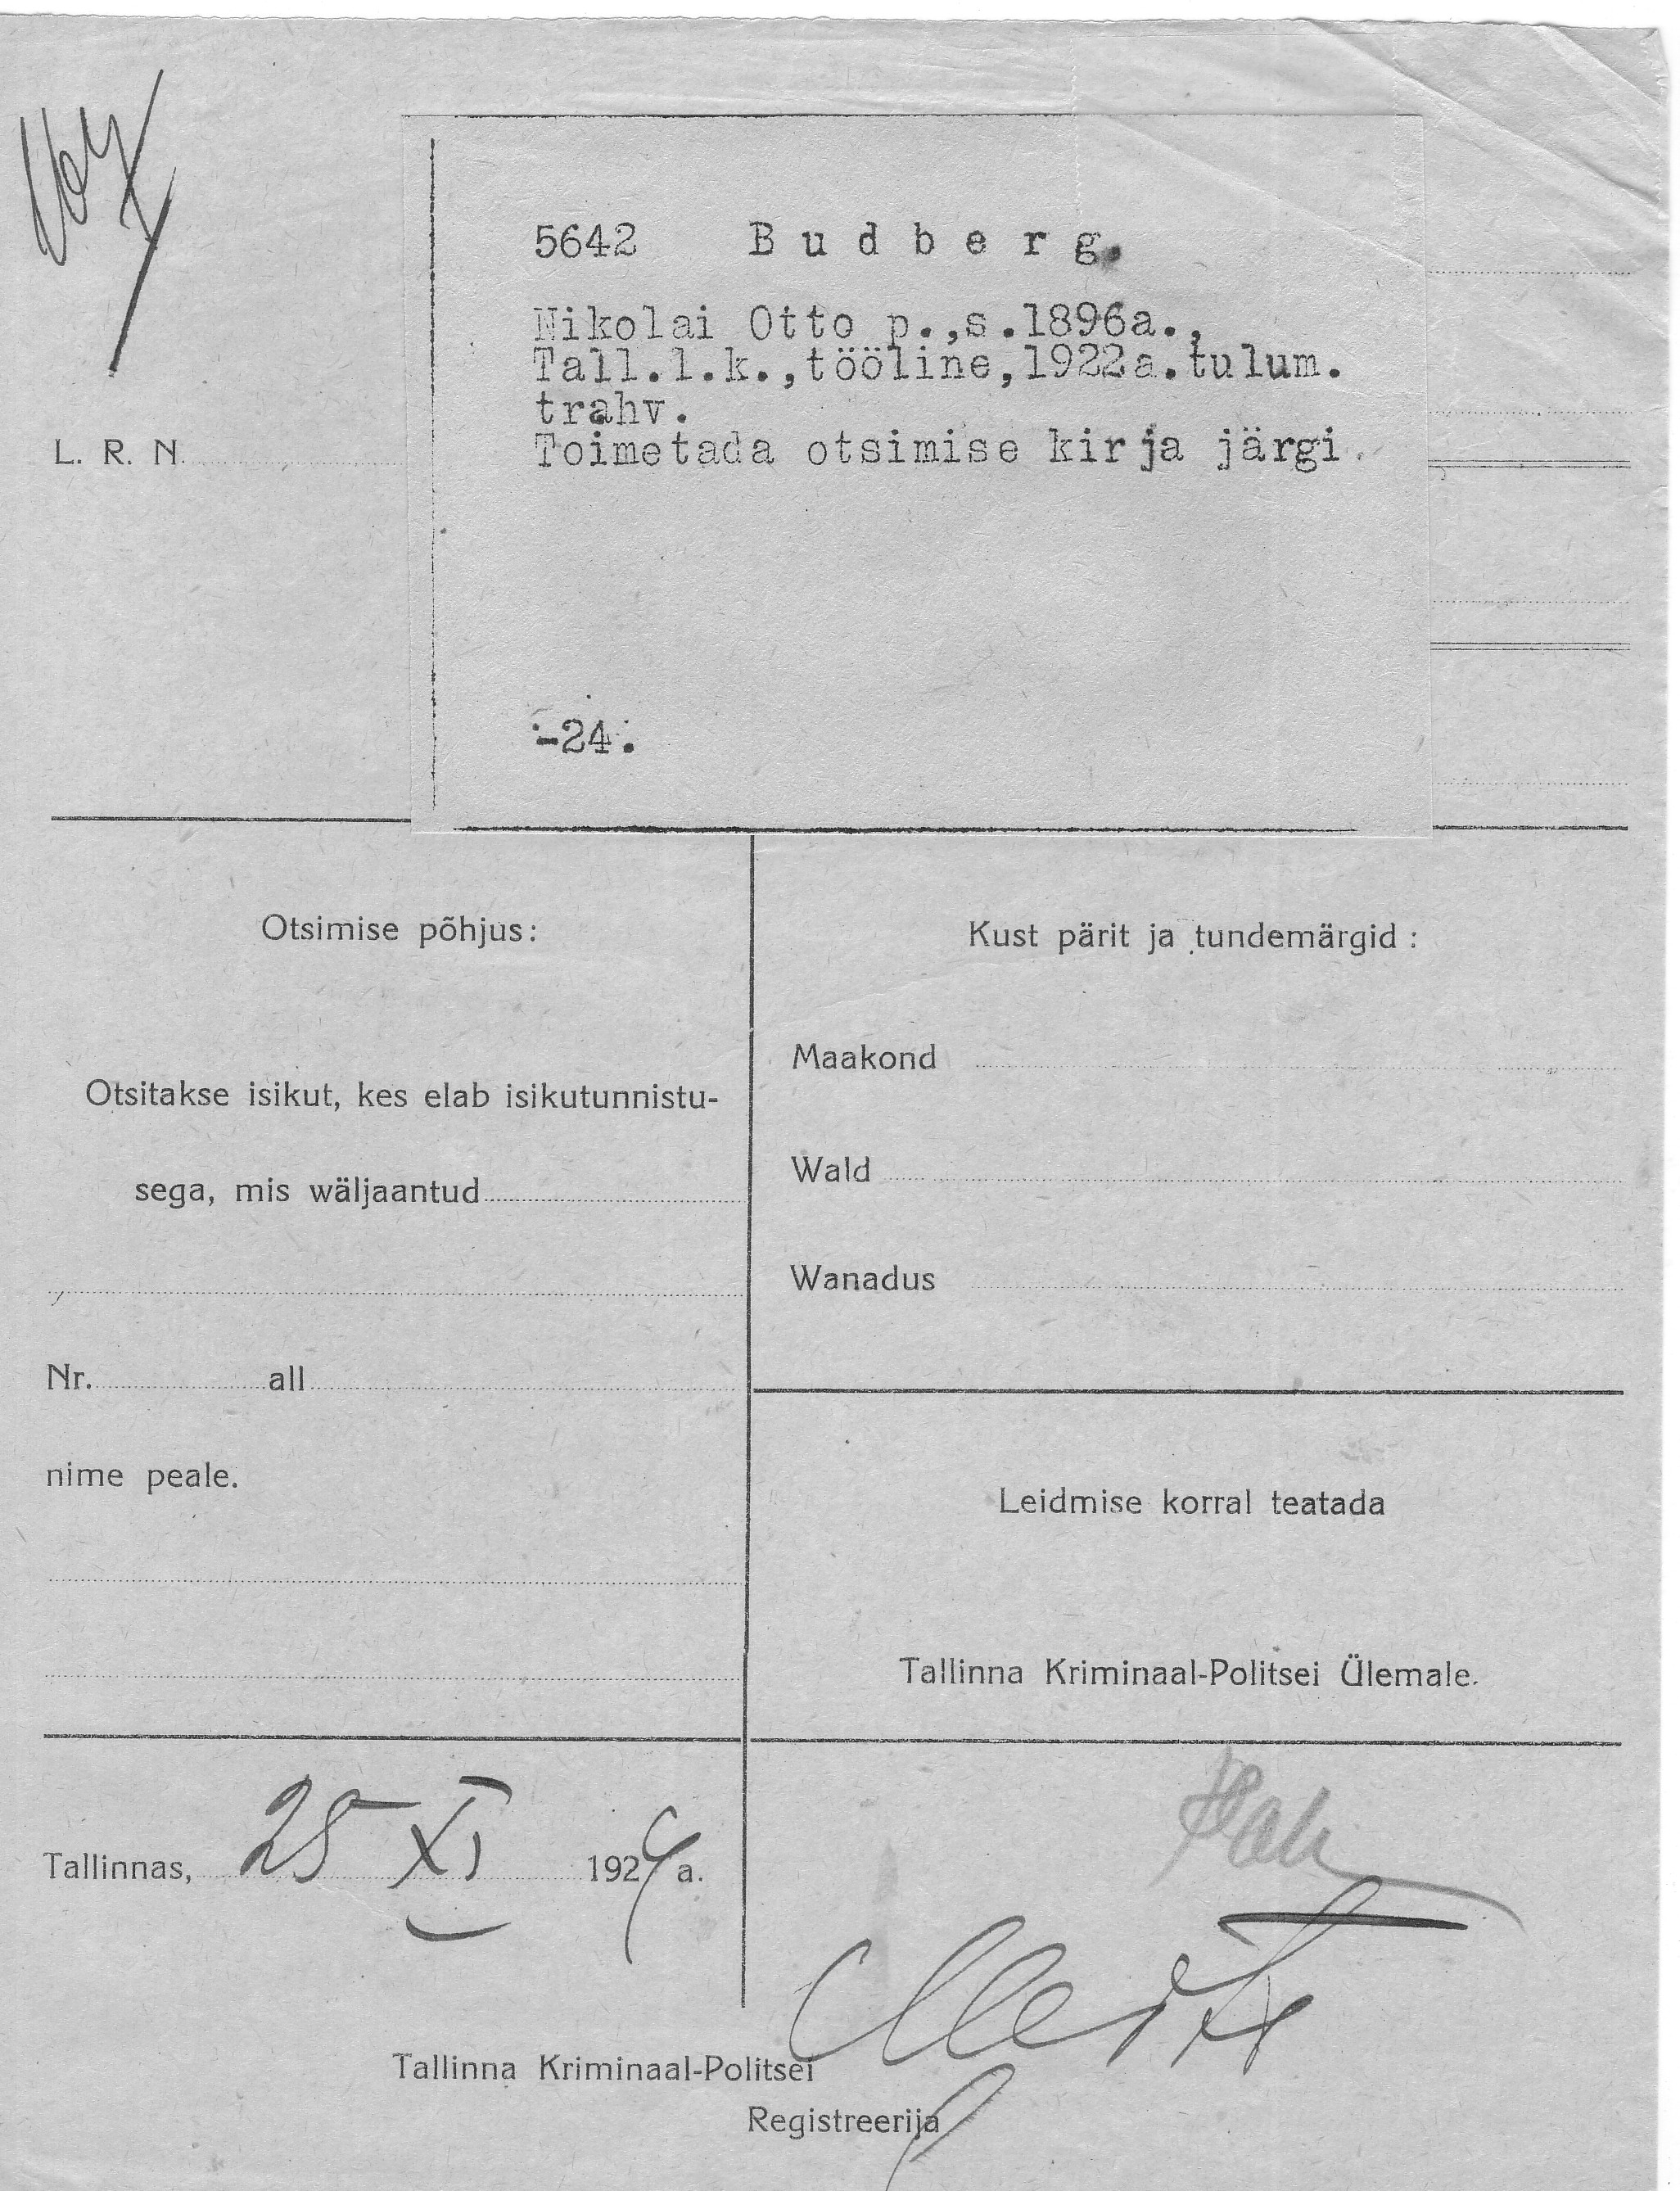 5642 Budberg.
Nikolai Otto p.,s.1896a.,
Tall.l.k.,tööline,1922a.tulum.
trahv.
Toimetada otsimise kirja järgi.
L. R. N.
-24.
Otsimise põhjus:
Otsitakse isikut, kes elab isikutunnistu-
sega, mis wäljaantud
Nr. all
nime peale.
Kust pärit ja tundemärgid:
Maakond
Wald
Wanadus
Leidmise korral teatada
Tallinna Kriminaal-Politsei Ülemale.
Tallinnas, 25 XI 1924 a.
Tallinna Kriminaal-Politsei
Registreerija